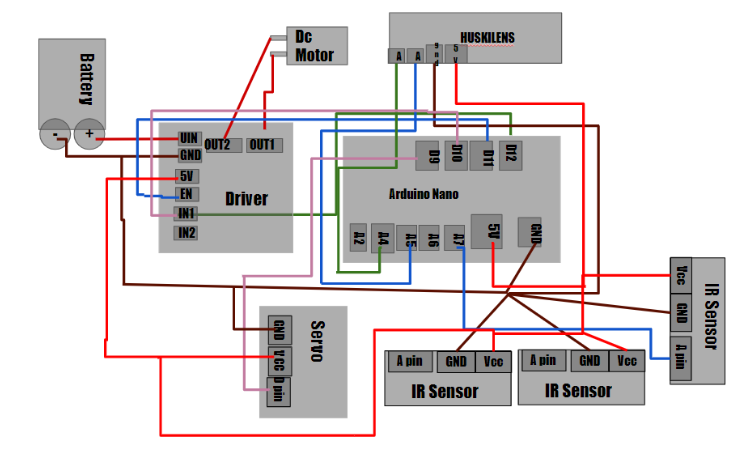 Battery
-
+
Dc
Motor
HUSKILENS
A
A
5V
UIN
GND
5V
EN
IN1
IN2
OUT2
OUT1
Driver
D9
D10
D11
D12
Arduino Nano
A2
A4
A5
A6
A7
5V
GND
Servo
GND
Vcc
D pin
A pin
GND
Vcc
IR Sensor
A pin
GND
Vcc
IR Sensor
Vcc
GND
A pin
IR Sensor